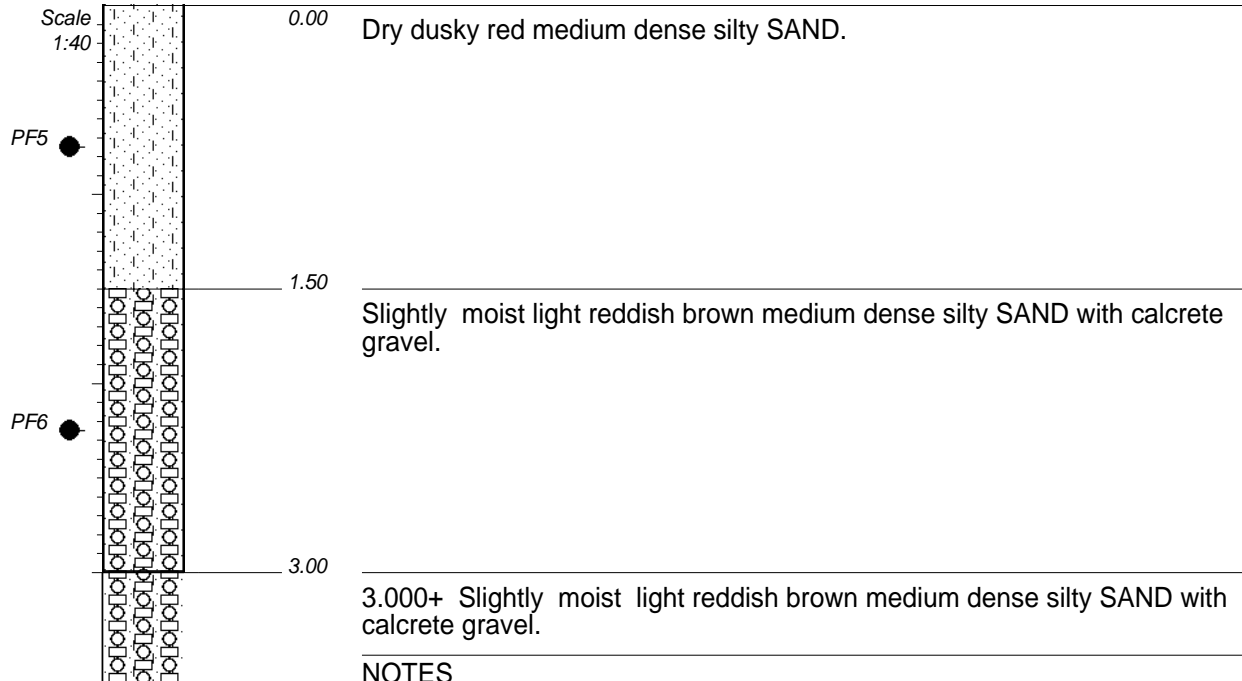 Scale
1:40
0.00
Dry dusky red medium dense silty SAND.
PF5
1.50
Slightly moist light reddish brown medium dense silty SAND with calcrete
gravel.
PF6
3.00
3.000+ Slightly moist light reddish brown medium dense silty SAND with
calcrete gravel.
NOTES